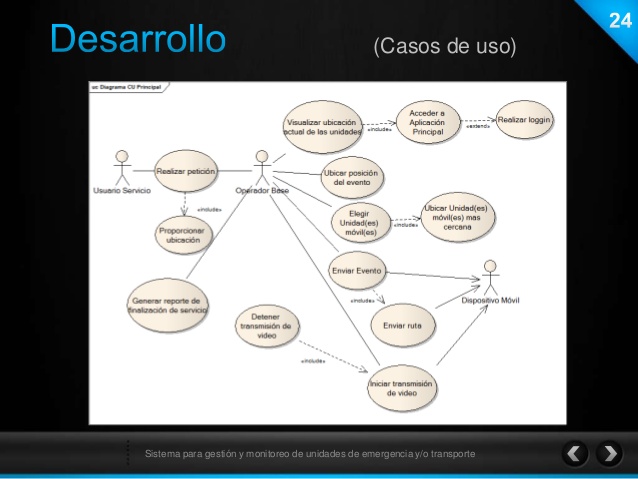 24
Desarrollo
(Casos de uso)
uc Diagrama CU Principal
Visualizar ubicación
actual de las unidades
«include»
Acceder a
Aplicación
Principal
«extend»
Realizar loggin
Usuario Servicio
Realizar petición
Operador Base
Ubicar posición
del evento
«include»
Proporcionar
ubicación
Elegir
Unidad(es)
móvil(es)
«include»
Ubicar Unidad(es)
móvil(es) mas
cercana
Enviar Evento
«include»
Dispositivo Móvil
Generar reporte de
finalización de servicio
Detener
transmisión de
video
Enviar ruta
«include»
Iniciar transmisión
de video
Sistema para gestión y monitoreo de unidades de emergencia y/o transporte